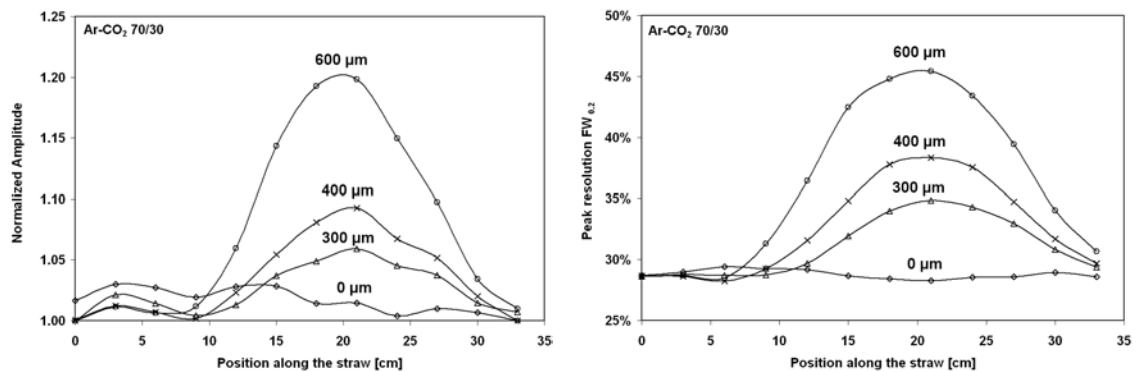 1.25
Ar-CO₂ 70/30
600 µm
1.20
Normalized Amplitude
1.15
1.10
400 µm
300 µm
1.05
0 µm
1.00
0 5 10 15 20 25 30 35
Position along the straw [cm]
50%
Ar-CO₂ 70/30
600 µm
45%
Peak resolution FW₀.₂
40%
400 µm
300 µm
35%
30%
0 µm
25%
0 5 10 15 20 25 30 35
Position along the straw [cm]